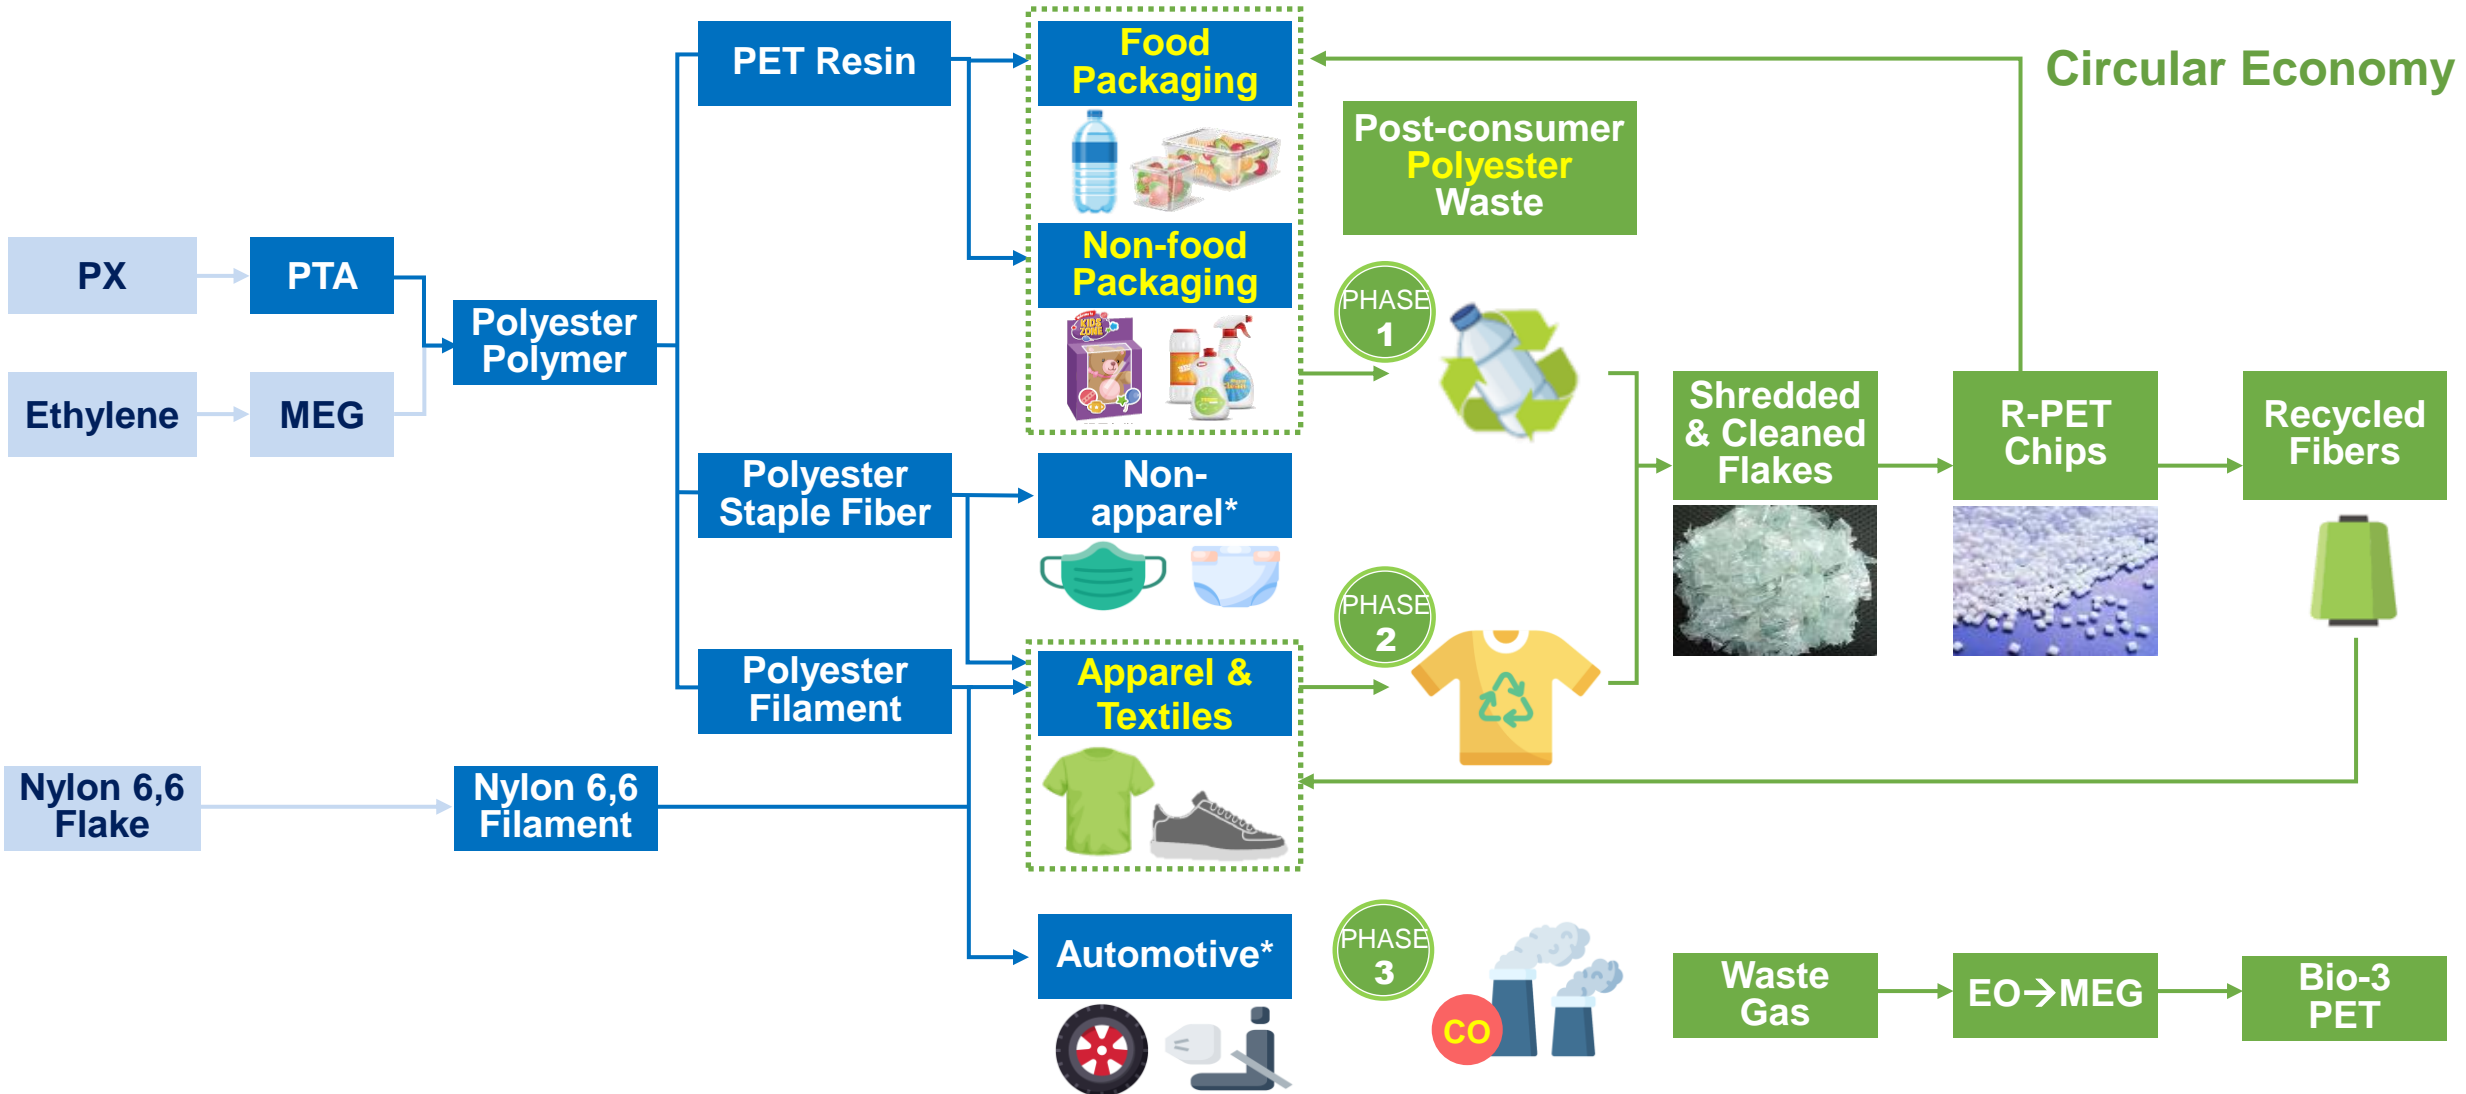 PET Resin
Food
Packaging
Circular Economy
Post-consumer
Polyester
Waste
Non-food
Packaging
PX
PTA
Polyester
Polymer
Ethylene
MEG
KIDS
ZONE
PHASE
1
Shredded
& Cleaned
Flakes
R-PET
Chips
Recycled
Fibers
Polyester
Staple Fiber
Non-
apparel*
PHASE
2
Polyester
Filament
Apparel &
Textiles
Nylon 6,6
Flake
Nylon 6,6
Filament
Automotive*
PHASE
3
CO
Waste
Gas
EO→MEG
Bio-3
PET